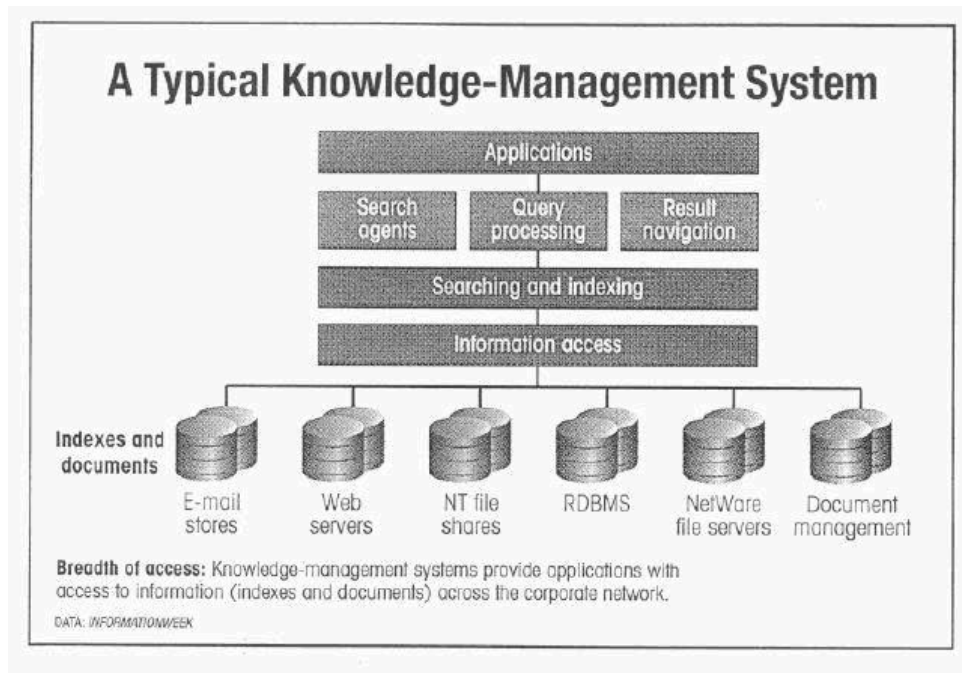 A Typical Knowledge-Management System
Applications
Search
agents
Query
processing
Result
navigation
Searching and indexing
Information access
Indexes and
documents
E-mail
stores
Web
servers
NT file
shares
RDBMS
NetWare
file servers
Document
management
Breadth of access: Knowledge-management systems provide applications with
access to information (indexes and documents) across the corporate network.
DATA: INFORMATIONWEEK